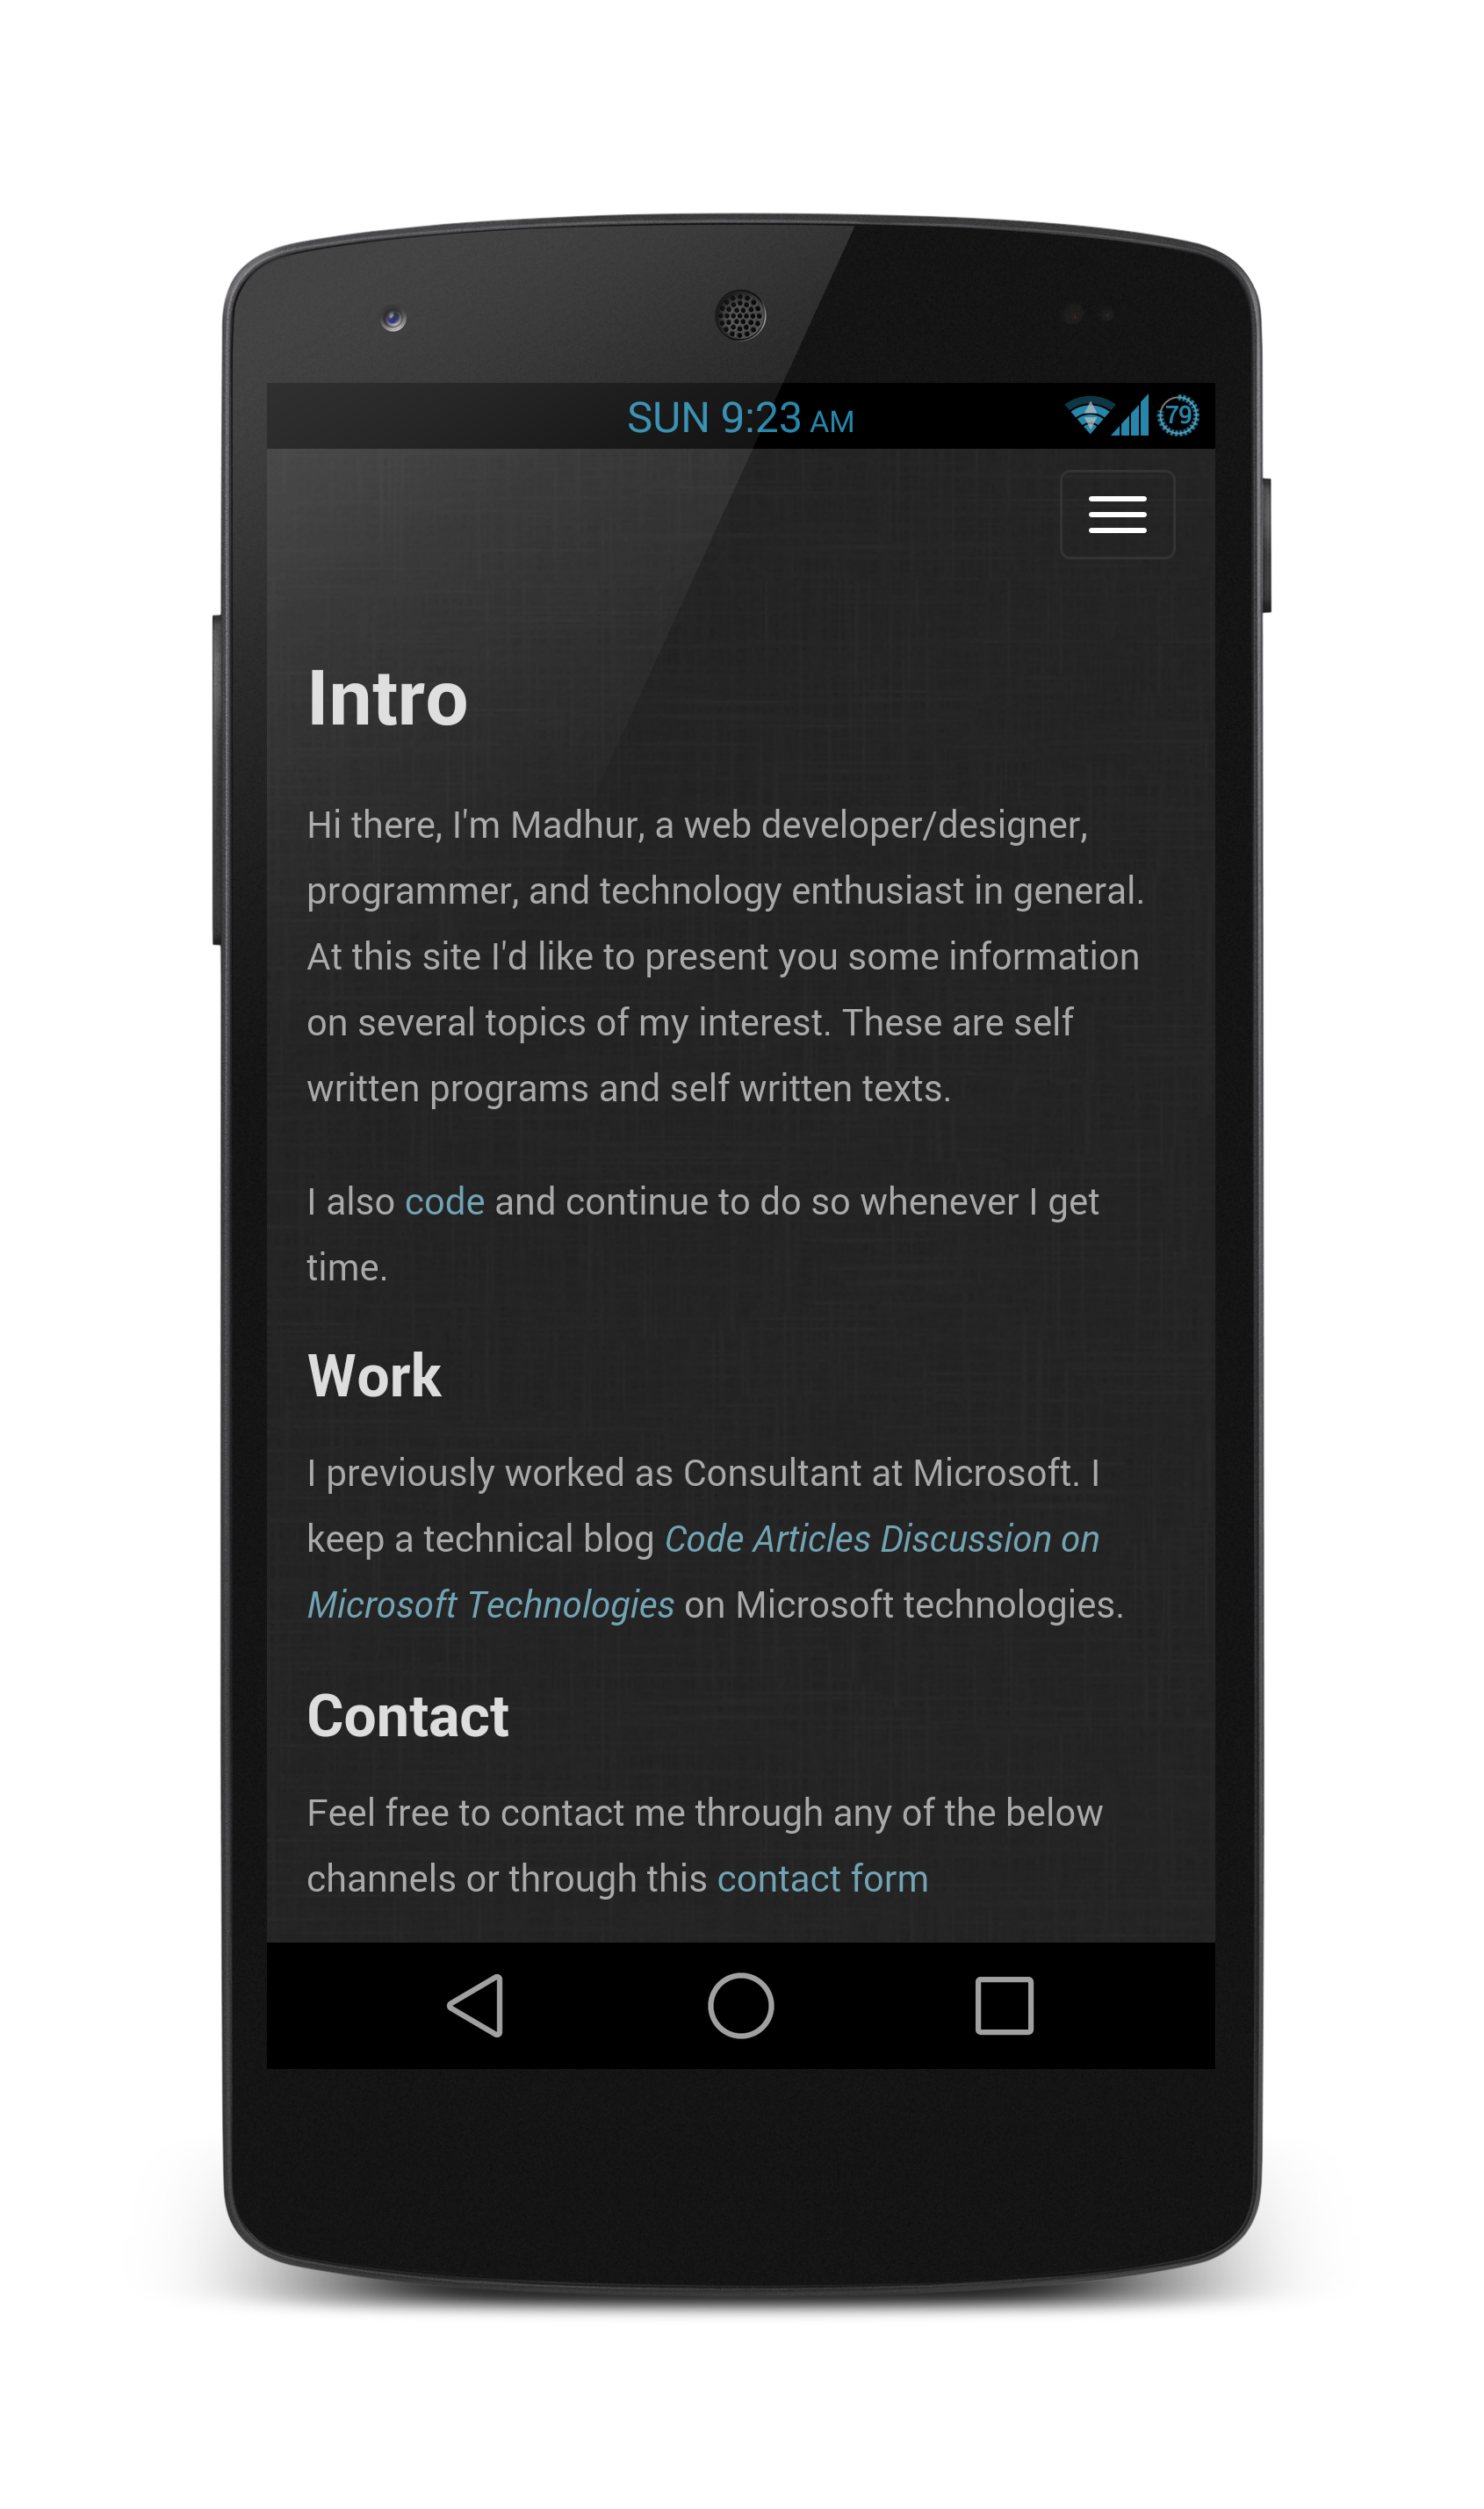 SUN 9:23 AM
79
Intro
Hi there, I'm Madhur, a web developer/designer,
programmer, and technology enthusiast in general.
At this site I'd like to present you some information
on several topics of my interest. These are self
written programs and self written texts.
I also code and continue to do so whenever I get
time.
Work
I previously worked as Consultant at Microsoft. I
keep a technical blog Code Articles Discussion on
Microsoft Technologies on Microsoft technologies.
Contact
Feel free to contact me through any of the below
channels or through this contact form